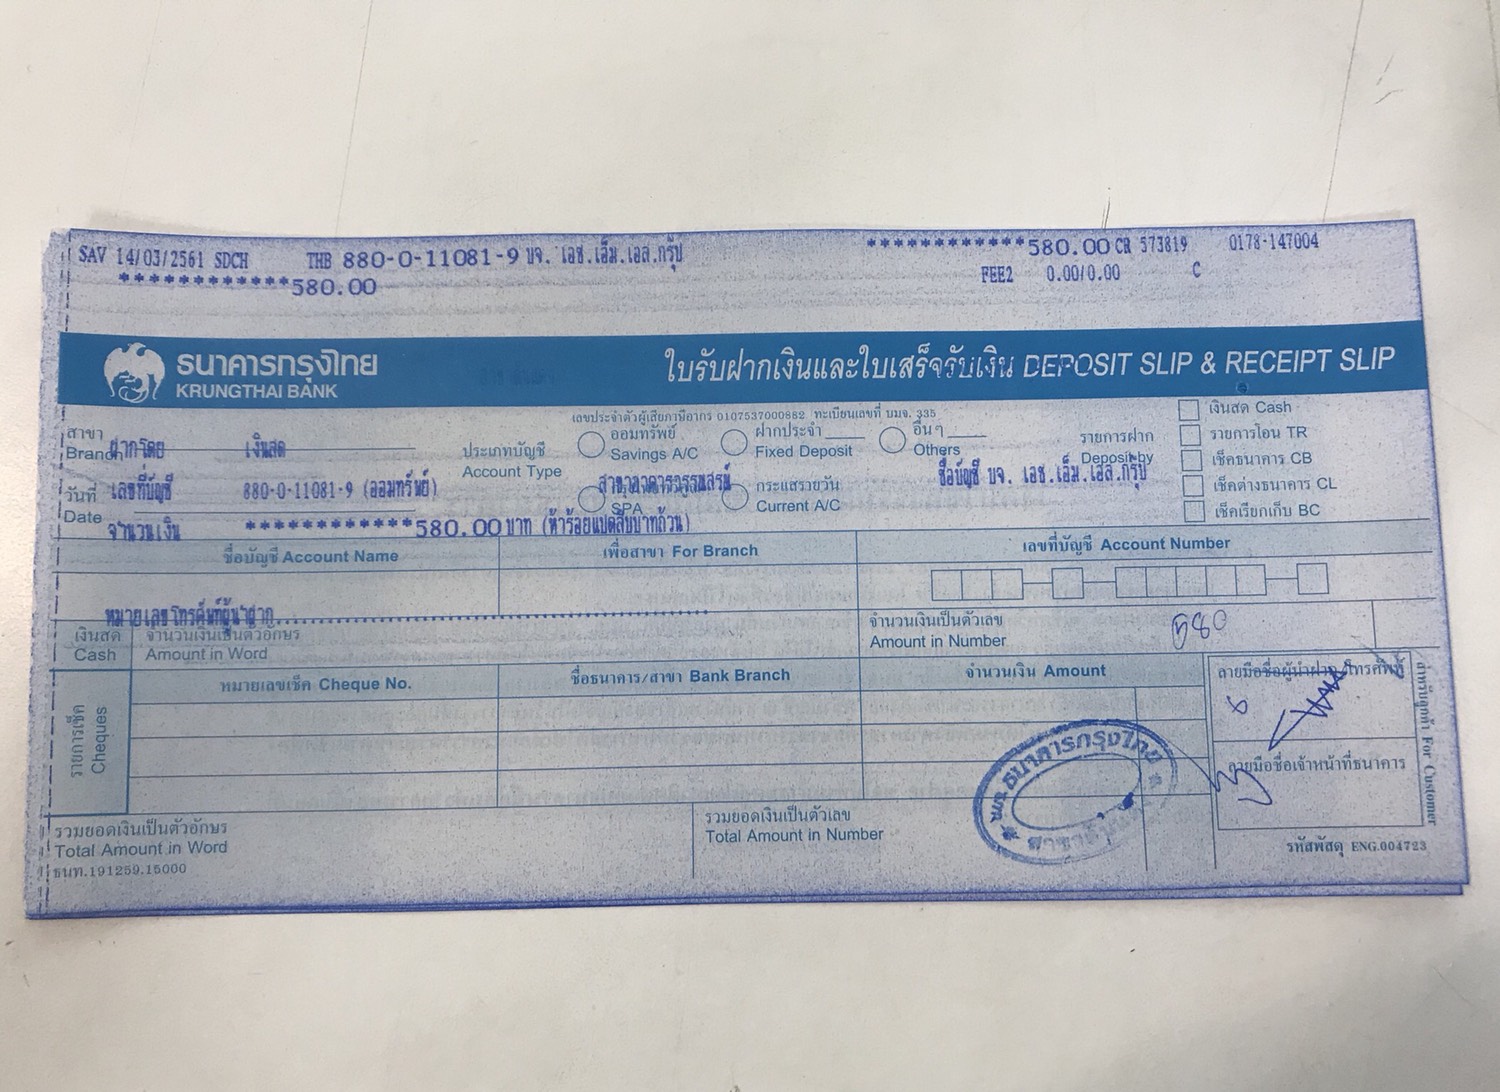 SAV 14/03/2561 SDCH THB 880-0-11081-9 บจ. เอช.เอ็ม.เอส.กรุ๊ป ************580.00 CR 573819 0178-147004
************580.00 FEE2 0.00/0.00 C
ธนาคารกรุงไทย
KRUNGTHAI BANK
ใบรับฝากเงินและใบเสร็จรับเงิน DEPOSIT SLIP & RECEIPT SLIP
เลขประจำตัวผู้เสียภาษีอากร 0107537000882 ทะเบียนเลขที่ บมจ. 335
สาขา
Branch
ฝากโดย เงินสด
ประเภทบัญชี
Account Type
ออมทรัพย์
Savings A/C
ฝากประจำ
Fixed Deposit
อื่นๆ
Others
รายการฝาก
Deposit by
เงินสด Cash
รายการโอน TR
เช็คธนาคาร CB
เช็คต่างธนาคาร CL
เช็คเรียกเก็บ BC
วันที่
Date
เลขที่บัญชี 880-0-11081-9 (ออมทรัพย์)
SPA
กระแสรายวัน
Current A/C
ชื่อบัญชี บจ. เอช.เอ็ม.เอส.กรุ๊ป
จำนวนเงิน ************580.00 บาท (ห้าร้อยแปดสิบบาทถ้วน)
ชื่อบัญชี Account Name
เพื่อสาขา For Branch
เลขที่บัญชี Account Number
หมายเลขโทรศัพท์ผู้นำฝาก
เงินสด
Cash
จำนวนเงินเป็นตัวอักษร
Amount in Word
จำนวนเงินเป็นตัวเลข
Amount in Number
580
รายการเช็ค
Cheques
หมายเลขเช็ค Cheque No.
ชื่อธนาคาร/สาขา Bank Branch
จำนวนเงิน Amount
ลายมือชื่อผู้นำฝาก/โทรศัพท์
ลายมือชื่อเจ้าหน้าที่ธนาคาร
สำหรับลูกค้า For Customer
บมจ. ธนาคารกรุงไทย
รวมยอดเงินเป็นตัวอักษร
Total Amount in Word
รวมยอดเงินเป็นตัวเลข
Total Amount in Number
ธนท.191259.15000
รหัสพัสดุ ENG.004723